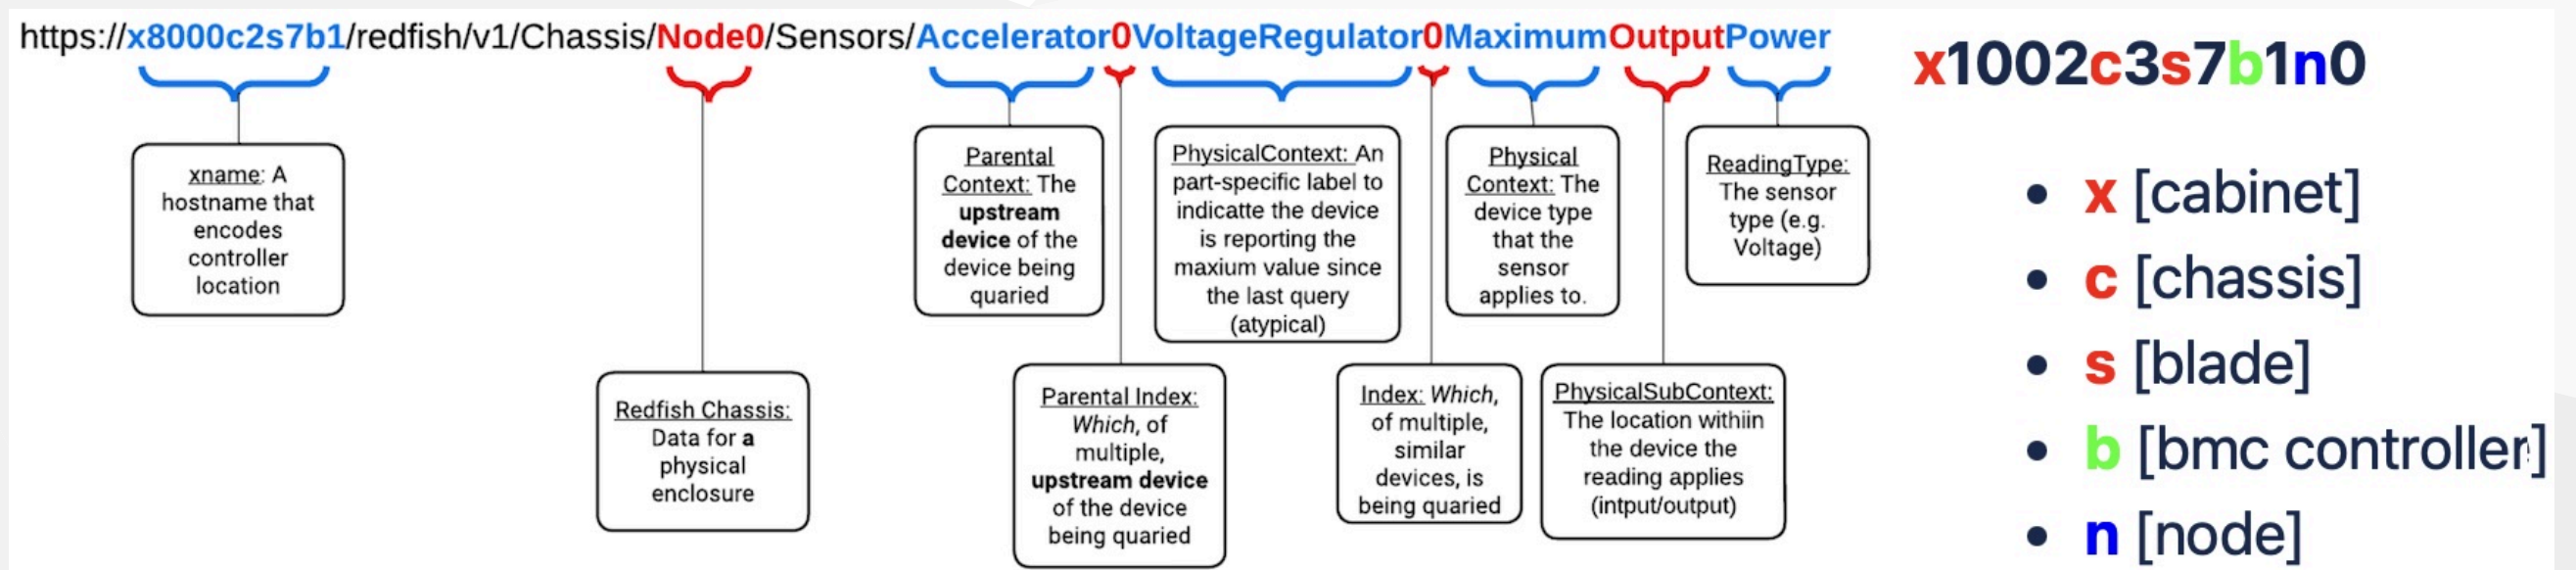 https://x8000c2s7b1/redfish/v1/Chassis/Node0/Sensors/Accelerator0VoltageRegulator0MaximumOutputPower
xname: A
hostname that
encodes
controller
location
Redfish Chassis:
Data for a
physical
enclosure
Parental
Context: The
upstream
device of the
device being
quaried
Parental Index:
Which, of
multiple,
upstream device
of the device
being quaried
PhysicalContext: An
part-specific label to
indicatte the device
is reporting the
maxium value since
the last query
(atypical)
Index: Which,
of multiple,
similar
devices, is
being quaried
Physical
Context: The
device type
that the
sensor
applies to.
PhysicalSubContext:
The location withiin
the device the
reading applies
(intput/output)
ReadingType:
The sensor
type (e.g.
Voltage)
x1002c3s7b1n0
• x [cabinet]
• c [chassis]
• s [blade]
• b [bmc controller]
• n [node]